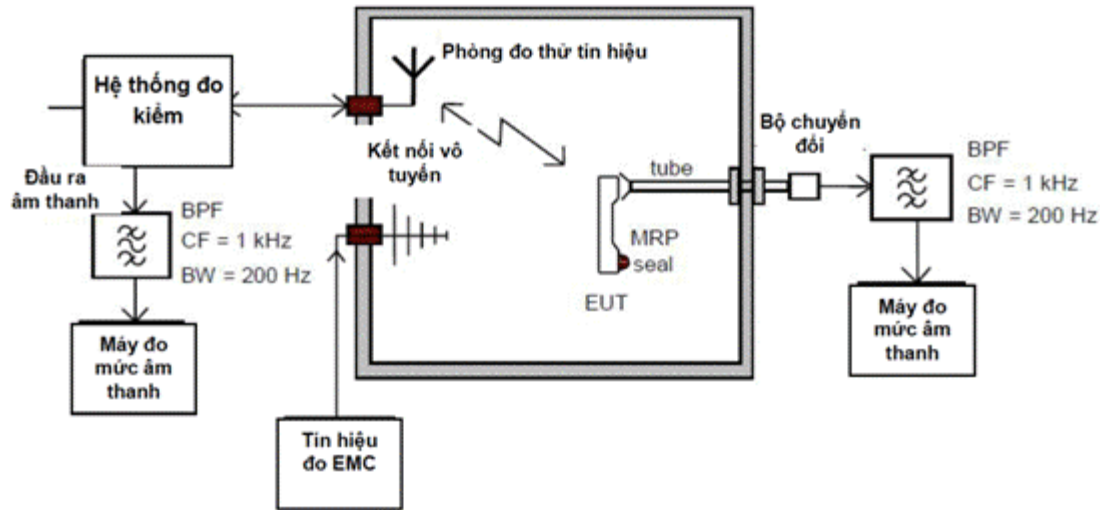 Hệ thống đo
kiểm
Đầu ra
âm thanh
BPF
CF = 1 kHz
BW = 200 Hz
Máy đo
mức âm
thanh
Phòng đo thử tín hiệu
Kết nối vô
tuyến
tube
MRP
seal
EUT
Tín hiệu
đo EMC
Bộ chuyển
đổi
BPF
CF = 1 kHz
BW = 200 Hz
Máy đo
mức âm
thanh